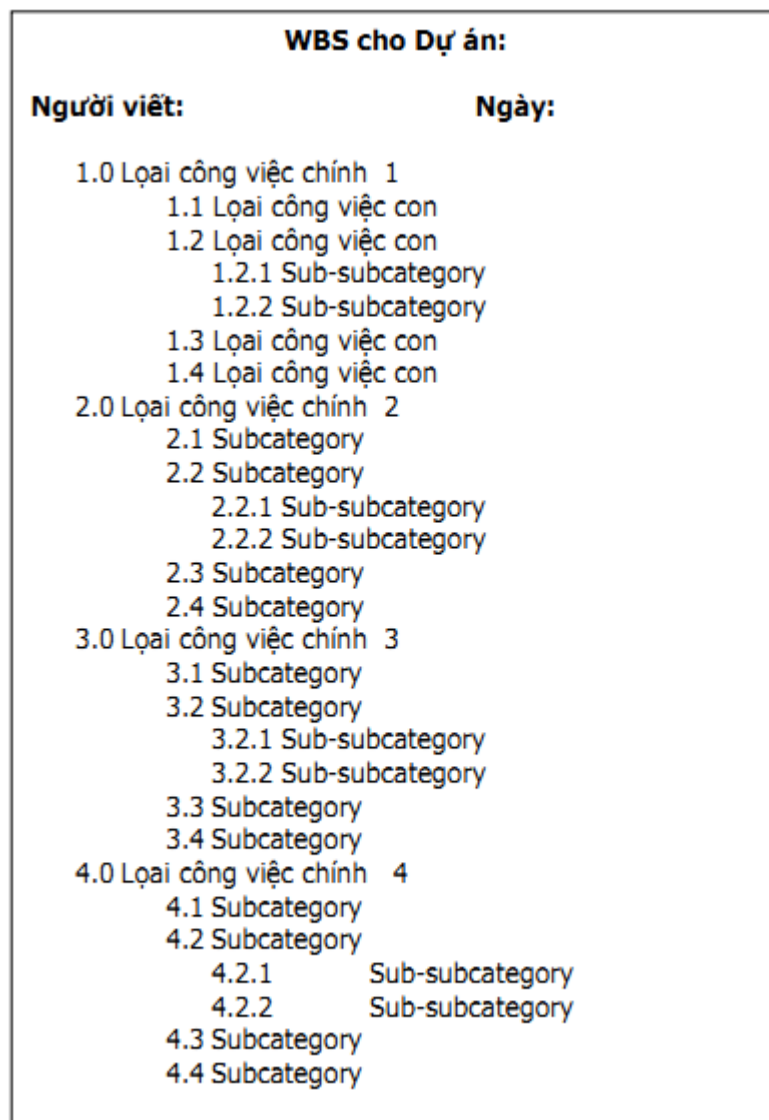 WBS cho Dự án:
Người viết: Ngày:
1.0 Lọai công việc chính 1
1.1 Lọai công việc con
1.2 Lọai công việc con
1.2.1 Sub-subcategory
1.2.2 Sub-subcategory
1.3 Lọai công việc con
1.4 Lọai công việc con
2.0 Lọai công việc chính 2
2.1 Subcategory
2.2 Subcategory
2.2.1 Sub-subcategory
2.2.2 Sub-subcategory
2.3 Subcategory
2.4 Subcategory
3.0 Lọai công việc chính 3
3.1 Subcategory
3.2 Subcategory
3.2.1 Sub-subcategory
3.2.2 Sub-subcategory
3.3 Subcategory
3.4 Subcategory
4.0 Lọai công việc chính 4
4.1 Subcategory
4.2 Subcategory
4.2.1 Sub-subcategory
4.2.2 Sub-subcategory
4.3 Subcategory
4.4 Subcategory